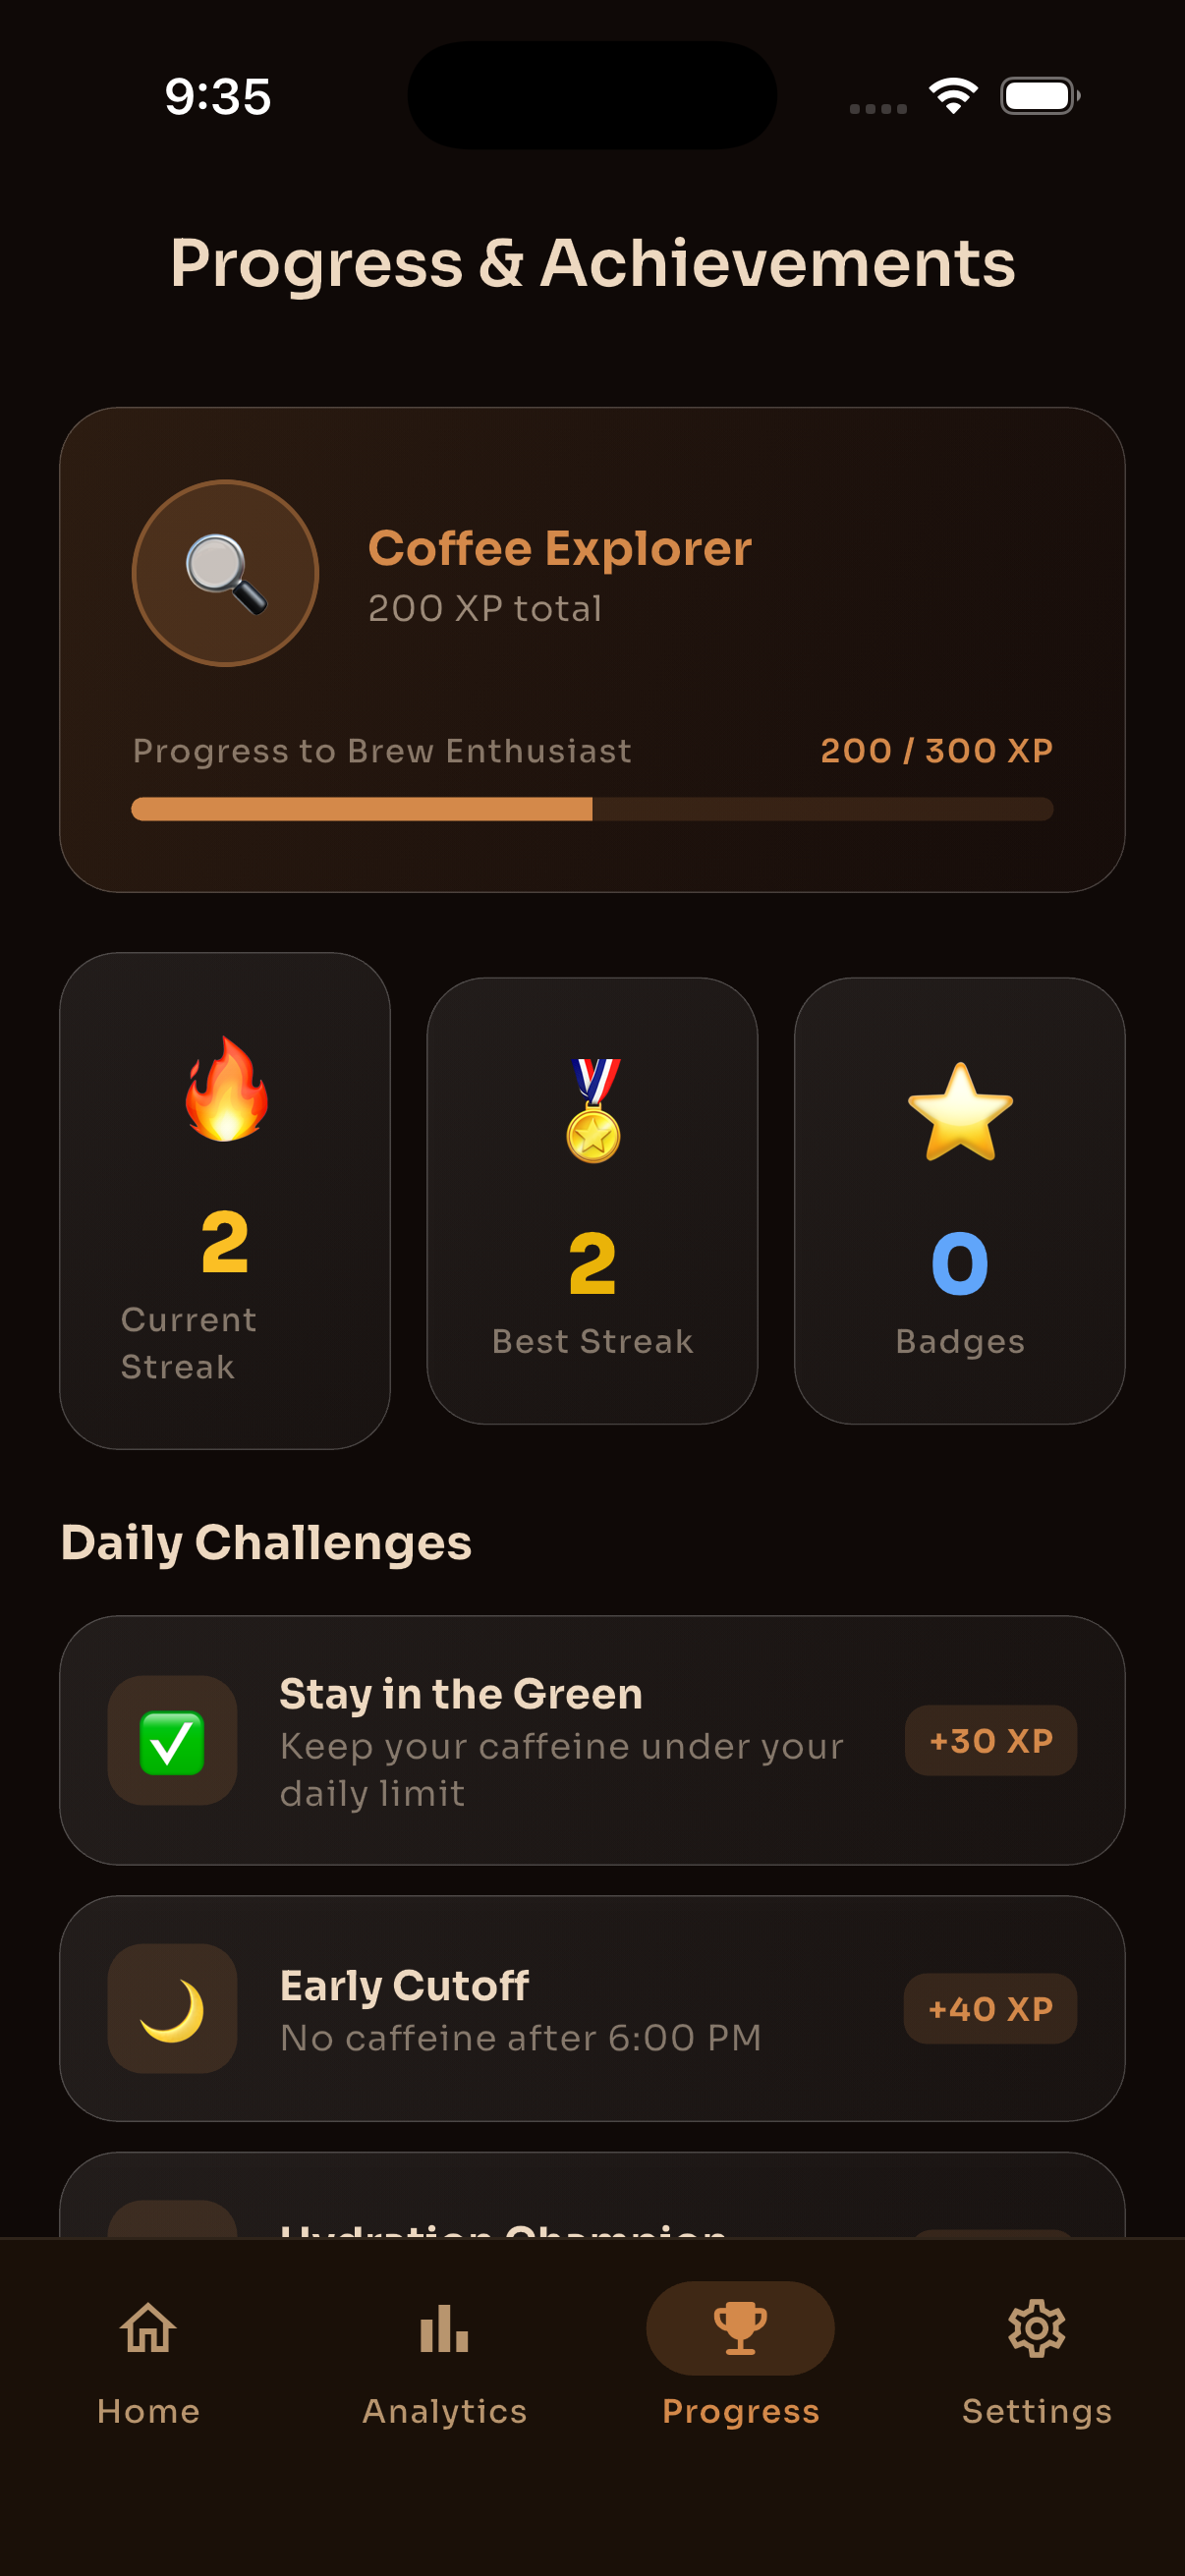 9:35
Progress & Achievements
Coffee Explorer
200 XP total
Progress to Brew Enthusiast
200 / 300 XP
2
Current
Streak
2
Best Streak
0
Badges
Daily Challenges
Stay in the Green
Keep your caffeine under your
daily limit
+30 XP
Early Cutoff
No caffeine after 6:00 PM
+40 XP
Hydration Champion
Home
Analytics
Progress
Settings